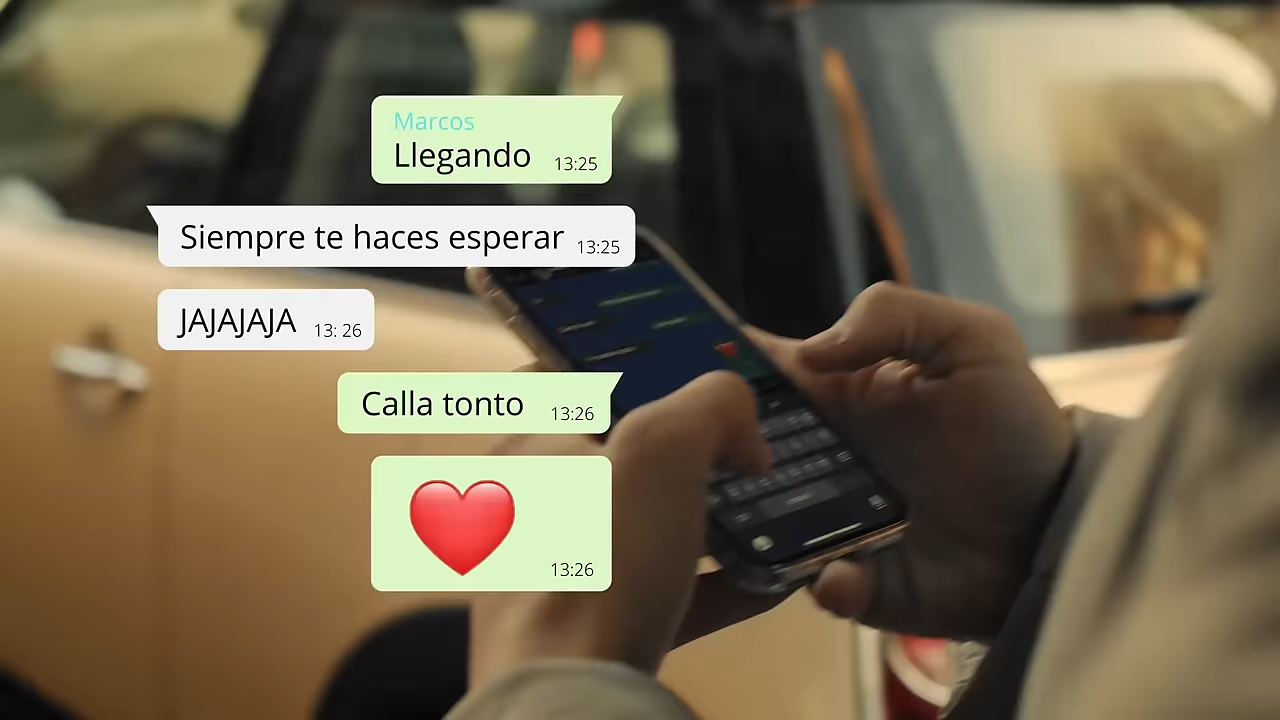 Marcos
Llegando 13:25
Siempre te haces esperar 13:25
JAJAJAJA 13: 26
Calla tonto 13:26
❤️
13:26